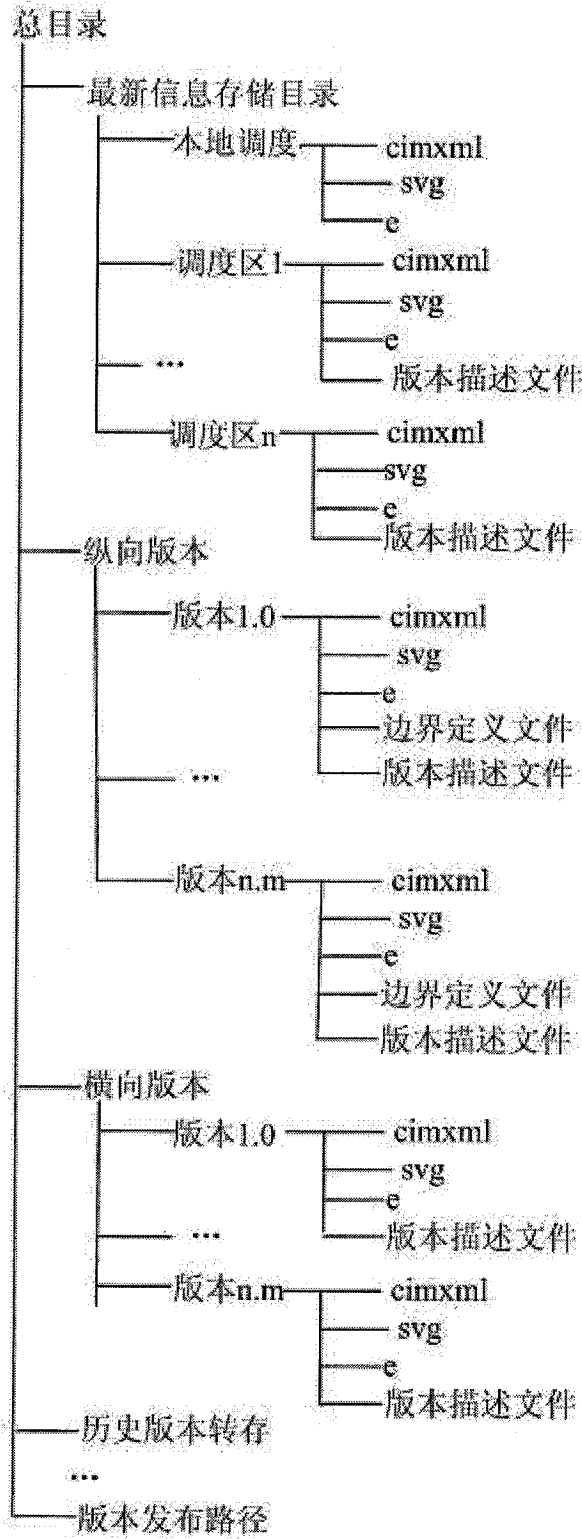 总目录
最新信息存储目录
本地调度
cimxml
svg
e
调度区1
cimxml
svg
e
版本描述文件
...
调度区n
cimxml
svg
e
版本描述文件
纵向版本
版本1.0
cimxml
svg
e
边界定义文件
版本描述文件
...
版本n.m
cimxml
svg
e
边界定义文件
版本描述文件
横向版本
版本1.0
cimxml
svg
e
版本描述文件
...
版本n.m
cimxml
svg
e
版本描述文件
历史版本转存
...
版本发布路径